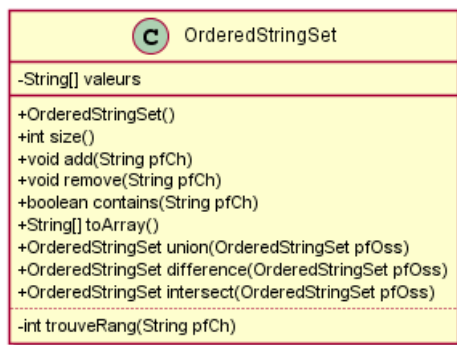 C OrderedStringSet
-String[] valeurs
+OrderedStringSet()
+int size()
+void add(String pfCh)
+void remove(String pfCh)
+boolean contains(String pfCh)
+String[] toArray()
+OrderedStringSet union(OrderedStringSet pfOss)
+OrderedStringSet difference(OrderedStringSet pfOss)
+OrderedStringSet intersect(OrderedStringSet pfOss)
-int trouveRang(String pfCh)